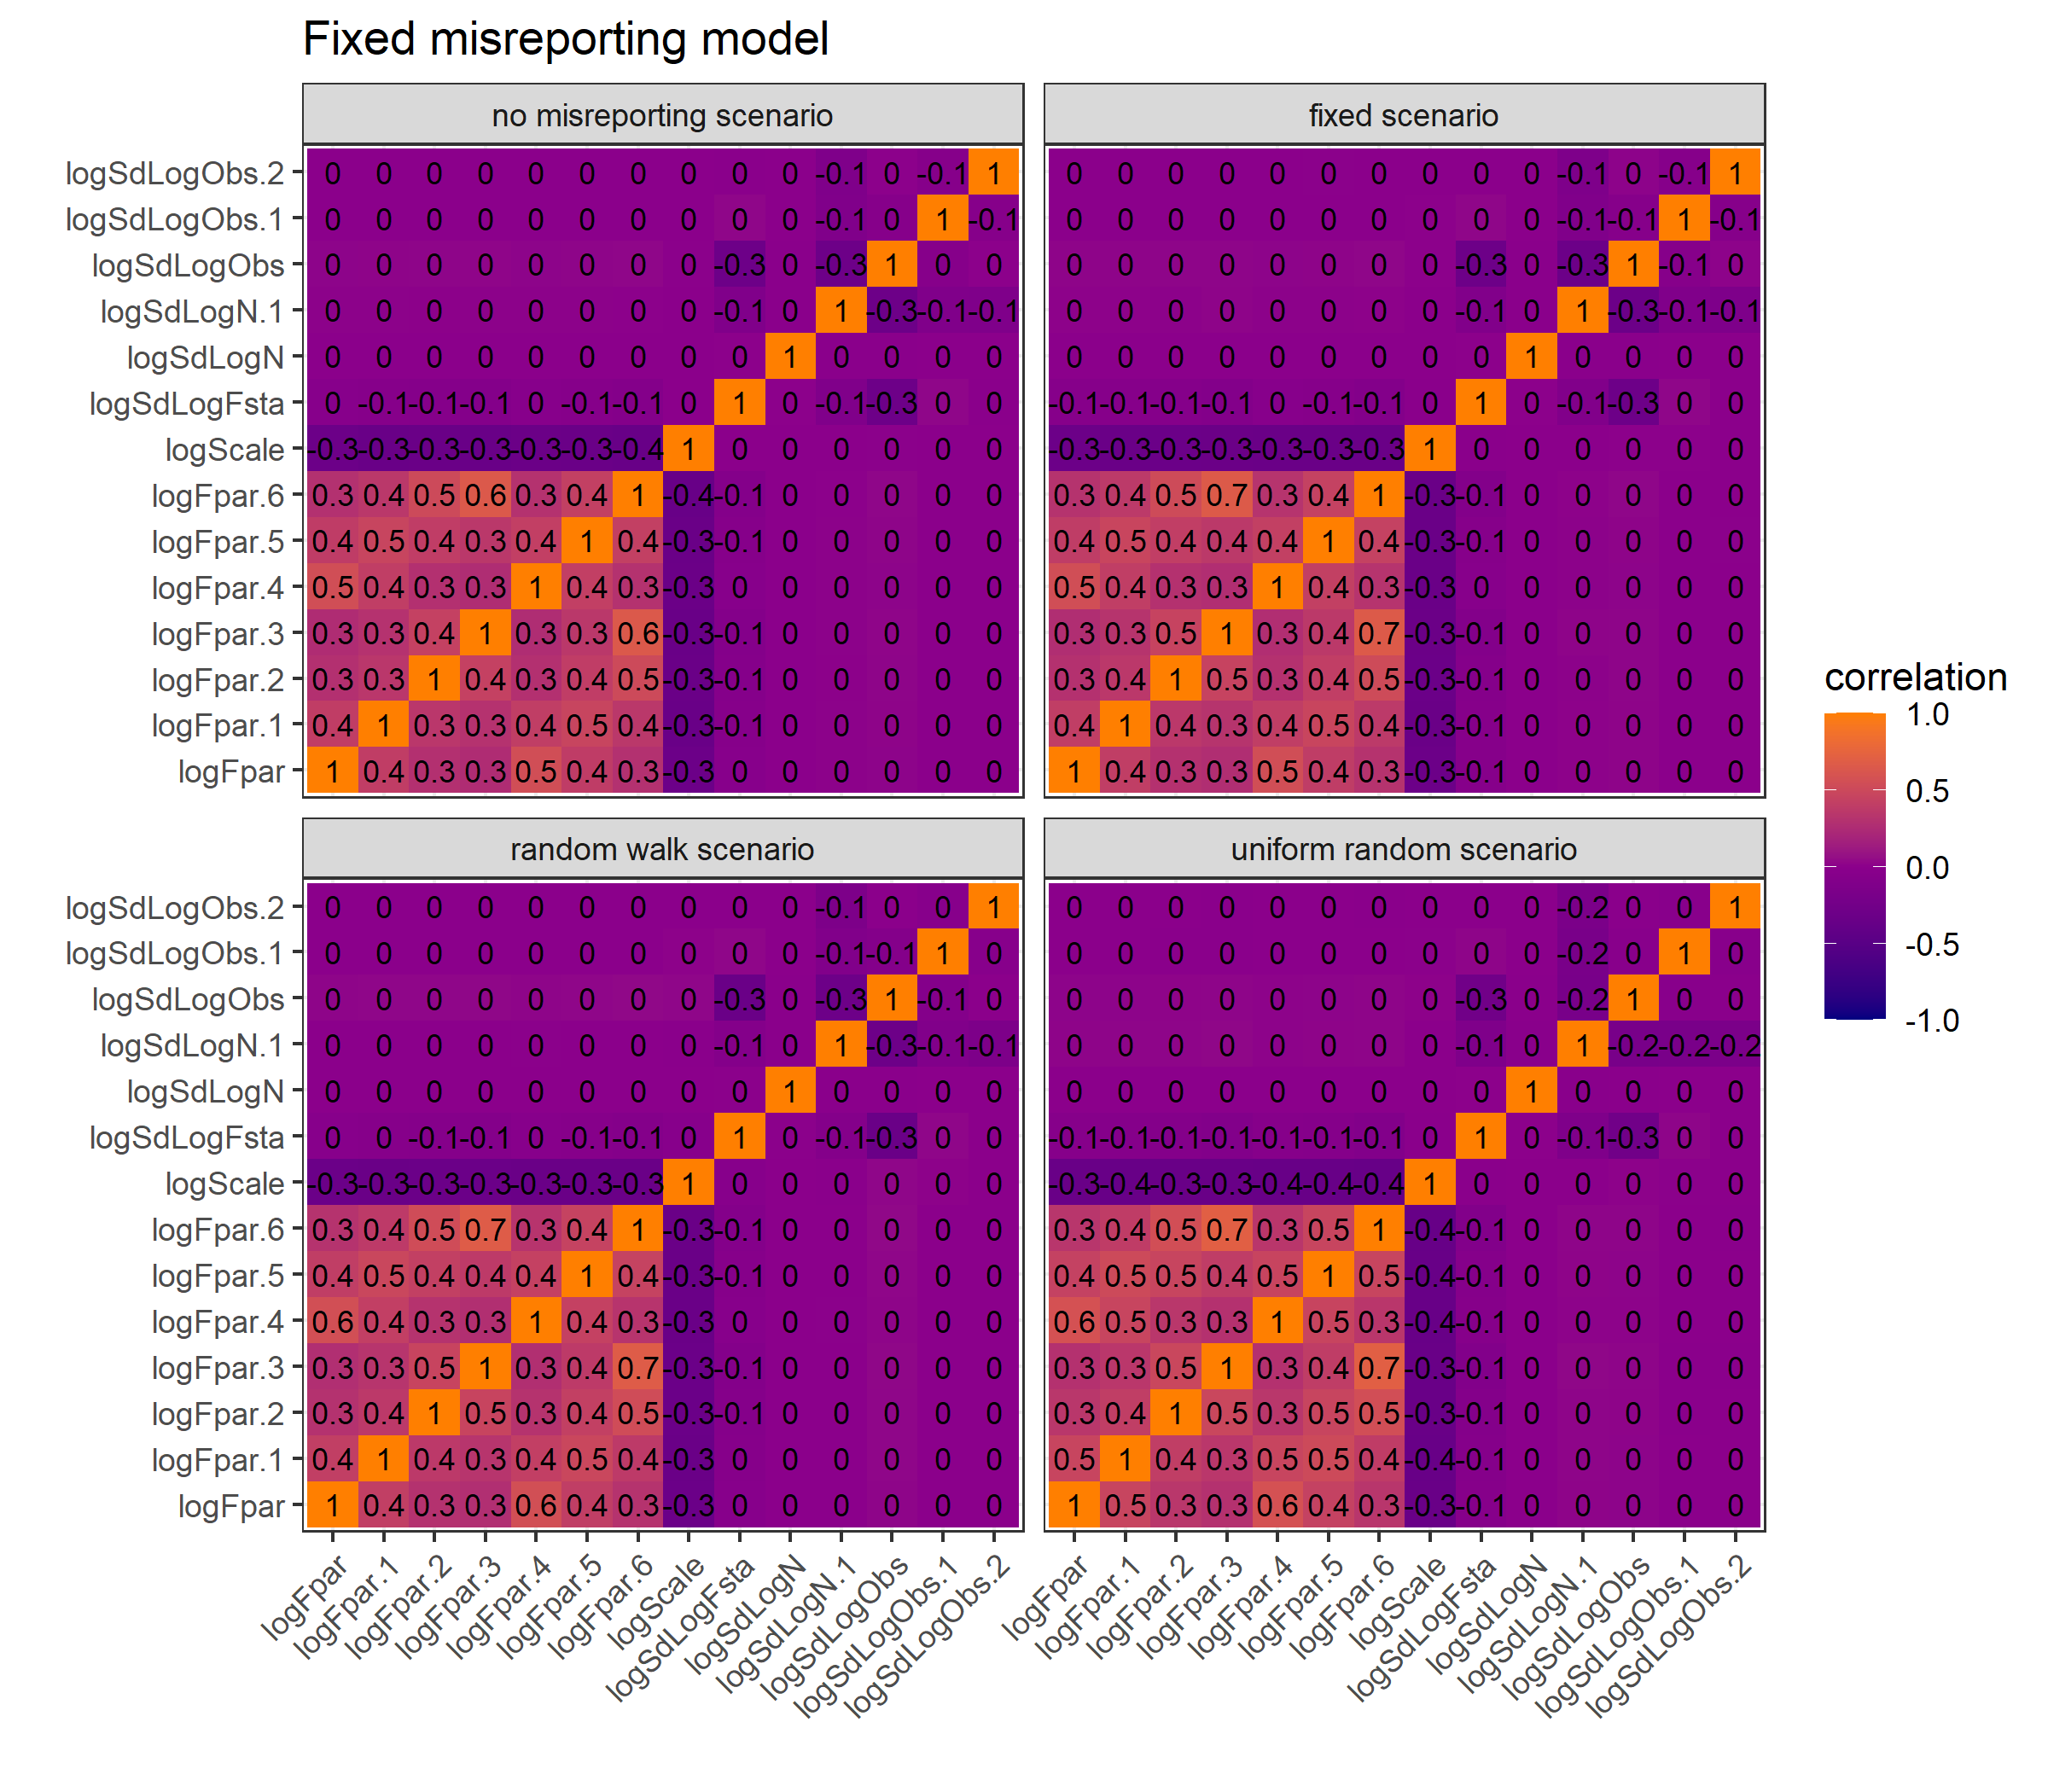 Fixed misreporting model
no misreporting scenario
logSdLogObs.2 0 0 0 0 0 0 0 0 0 0 -0.1 0 -0.1 1
logSdLogObs.1 0 0 0 0 0 0 0 0 0 0 -0.1 0 1 -0.1
logSdLogObs 0 0 0 0 0 0 0 0 -0.3 0 -0.3 1 0 0
logSdLogN.1 0 0 0 0 0 0 0 0 -0.1 0 1 -0.3 -0.1 -0.1
logSdLogN 0 0 0 0 0 0 0 0 0 1 0 0 0 0
logSdLogFsta 0 -0.1 -0.1 -0.1 0 -0.1 -0.1 0 1 0 -0.1 -0.3 0 0
logScale -0.3 -0.3 -0.3 -0.3 -0.3 -0.3 -0.4 1 0 0 0 0 0 0
logFpar.6 0.3 0.4 0.5 0.6 0.3 0.4 1 -0.4 -0.1 0 0 0 0 0
logFpar.5 0.4 0.5 0.4 0.3 0.4 1 0.4 -0.3 -0.1 0 0 0 0 0
logFpar.4 0.5 0.4 0.3 0.3 1 0.4 0.3 -0.3 0 0 0 0 0 0
logFpar.3 0.3 0.3 0.4 1 0.3 0.3 0.6 -0.3 -0.1 0 0 0 0 0
logFpar.2 0.3 0.3 1 0.4 0.3 0.4 0.5 -0.3 -0.1 0 0 0 0 0
logFpar.1 0.4 1 0.3 0.3 0.4 0.5 0.4 -0.3 -0.1 0 0 0 0 0
logFpar 1 0.4 0.3 0.3 0.5 0.4 0.3 -0.3 0 0 0 0 0 0
fixed scenario
0 0 0 0 0 0 0 0 0 0 -0.1 0 -0.1 1
0 0 0 0 0 0 0 0 0 0 -0.1 -0.1 1 -0.1
0 0 0 0 0 0 0 0 -0.3 0 -0.3 1 -0.1 0
0 0 0 0 0 0 0 0 -0.1 0 1 -0.3 -0.1 -0.1
0 0 0 0 0 0 0 0 0 1 0 0 0 0
-0.1 -0.1 -0.1 -0.1 0 -0.1 -0.1 0 1 0 -0.1 -0.3 0 0
-0.3 -0.3 -0.3 -0.3 -0.3 -0.3 -0.3 1 0 0 0 0 0 0
0.3 0.4 0.5 0.7 0.3 0.4 1 -0.3 -0.1 0 0 0 0 0
0.4 0.5 0.4 0.4 0.4 1 0.4 -0.3 -0.1 0 0 0 0 0
0.5 0.4 0.3 0.3 1 0.4 0.3 -0.3 0 0 0 0 0 0
0.3 0.3 0.5 1 0.3 0.4 0.7 -0.3 -0.1 0 0 0 0 0
0.3 0.4 1 0.5 0.3 0.4 0.5 -0.3 -0.1 0 0 0 0 0
0.4 1 0.4 0.3 0.4 0.5 0.4 -0.3 -0.1 0 0 0 0 0
1 0.4 0.3 0.3 0.5 0.4 0.3 -0.3 -0.1 0 0 0 0 0
random walk scenario
logSdLogObs.2 0 0 0 0 0 0 0 0 0 0 -0.1 0 0 1
logSdLogObs.1 0 0 0 0 0 0 0 0 0 0 -0.1 -0.1 1 0
logSdLogObs 0 0 0 0 0 0 0 0 -0.3 0 -0.3 1 -0.1 0
logSdLogN.1 0 0 0 0 0 0 0 0 -0.1 0 1 -0.3 -0.1 -0.1
logSdLogN 0 0 0 0 0 0 0 0 0 1 0 0 0 0
logSdLogFsta 0 0 -0.1 -0.1 0 -0.1 -0.1 0 1 0 -0.1 -0.3 0 0
logScale -0.3 -0.3 -0.3 -0.3 -0.3 -0.3 -0.3 1 0 0 0 0 0 0
logFpar.6 0.3 0.4 0.5 0.7 0.3 0.4 1 -0.3 -0.1 0 0 0 0 0
logFpar.5 0.4 0.5 0.4 0.4 0.4 1 0.4 -0.3 -0.1 0 0 0 0 0
logFpar.4 0.6 0.4 0.3 0.3 1 0.4 0.3 -0.3 0 0 0 0 0 0
logFpar.3 0.3 0.3 0.5 1 0.3 0.4 0.7 -0.3 -0.1 0 0 0 0 0
logFpar.2 0.3 0.4 1 0.5 0.3 0.4 0.5 -0.3 -0.1 0 0 0 0 0
logFpar.1 0.4 1 0.4 0.3 0.4 0.5 0.4 -0.3 0 0 0 0 0 0
logFpar 1 0.4 0.3 0.3 0.6 0.4 0.3 -0.3 0 0 0 0 0 0
logFpar logFpar.1 logFpar.2 logFpar.3 logFpar.4 logFpar.5 logFpar.6 logScale logSdLogFsta logSdLogN logSdLogN.1 logSdLogObs logSdLogObs.1 logSdLogObs.2
uniform random scenario
0 0 0 0 0 0 0 0 0 0 -0.2 0 0 1
0 0 0 0 0 0 0 0 0 0 -0.2 0 1 0
0 0 0 0 0 0 0 0 -0.3 0 -0.2 1 0 0
0 0 0 0 0 0 0 0 -0.1 0 1 -0.2 -0.2 -0.2
0 0 0 0 0 0 0 0 0 1 0 0 0 0
-0.1 -0.1 -0.1 -0.1 -0.1 -0.1 -0.1 0 1 0 -0.1 -0.3 0 0
-0.3 -0.4 -0.3 -0.3 -0.4 -0.4 -0.4 1 0 0 0 0 0 0
0.3 0.4 0.5 0.7 0.3 0.5 1 -0.4 -0.1 0 0 0 0 0
0.4 0.5 0.5 0.4 0.5 1 0.5 -0.4 -0.1 0 0 0 0 0
0.6 0.5 0.3 0.3 1 0.5 0.3 -0.4 -0.1 0 0 0 0 0
0.3 0.3 0.5 1 0.3 0.4 0.7 -0.3 -0.1 0 0 0 0 0
0.3 0.4 1 0.5 0.3 0.5 0.5 -0.3 -0.1 0 0 0 0 0
0.5 1 0.4 0.3 0.5 0.5 0.4 -0.4 -0.1 0 0 0 0 0
1 0.5 0.3 0.3 0.6 0.4 0.3 -0.3 -0.1 0 0 0 0 0
logFpar logFpar.1 logFpar.2 logFpar.3 logFpar.4 logFpar.5 logFpar.6 logScale logSdLogFsta logSdLogN logSdLogN.1 logSdLogObs logSdLogObs.1 logSdLogObs.2
correlation
1.0
0.5
0.0
-0.5
-1.0